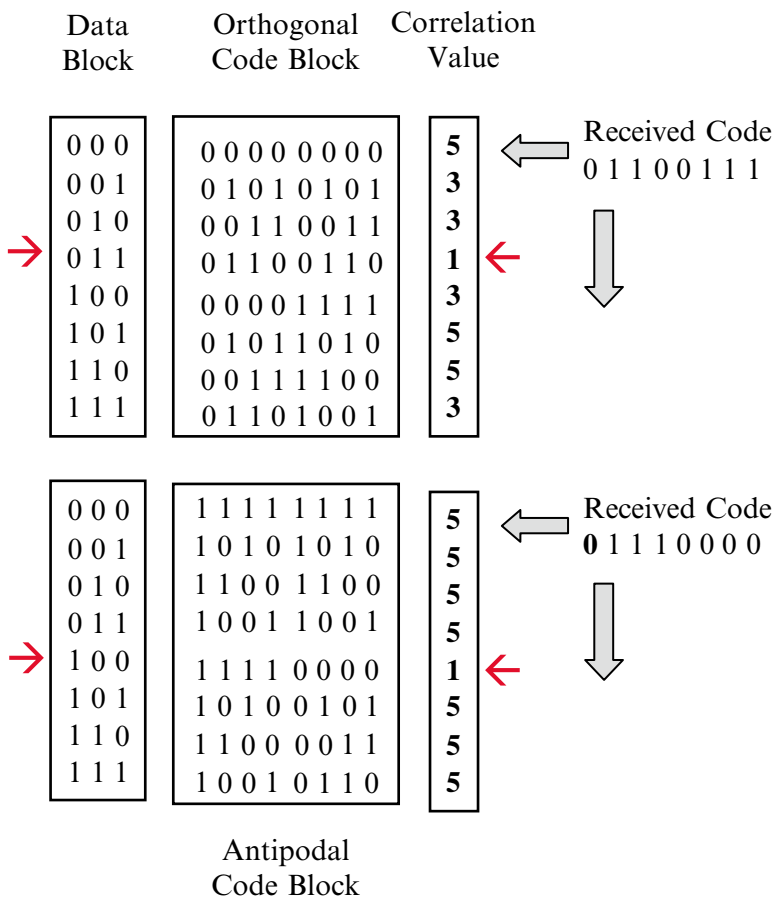 Data Orthogonal Correlation
Block Code Block Value
0 0 0 0 0 0 0 0 0 0 0 5 Received Code
0 0 1 0 1 0 1 0 1 0 1 3 0 1 1 0 0 1 1 1
0 1 0 0 0 1 1 0 0 1 1 3
0 1 1 0 1 1 0 0 1 1 0 1
1 0 0 0 0 0 0 1 1 1 1 3
1 0 1 0 1 0 1 1 0 1 0 5
1 1 0 0 0 1 1 1 1 0 0 5
1 1 1 0 1 1 0 1 0 0 1 3
0 0 0 1 1 1 1 1 1 1 1 5 Received Code
0 0 1 1 0 1 0 1 0 1 0 5 0 1 1 1 0 0 0 0
0 1 0 1 1 0 0 1 1 0 0 5
0 1 1 1 0 0 1 1 0 0 1 5
1 0 0 1 1 1 1 0 0 0 0 1
1 0 1 1 0 1 0 0 1 0 1 5
1 1 0 1 1 0 0 0 0 1 1 5
1 1 1 1 0 0 1 0 1 1 0 5
Antipodal
Code Block